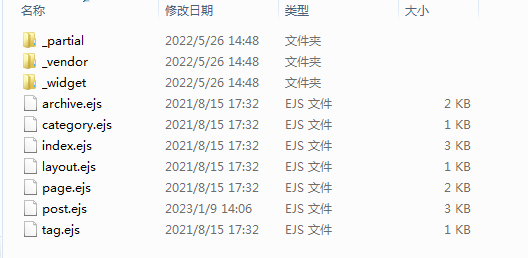 名称 修改日期 类型 大小
_partial 2022/5/26 14:48 文件夹
_vendor 2022/5/26 14:48 文件夹
_widget 2022/5/26 14:48 文件夹
archive.ejs 2021/8/15 17:32 EJS 文件 2 KB
category.ejs 2021/8/15 17:32 EJS 文件 1 KB
index.ejs 2021/8/15 17:32 EJS 文件 3 KB
layout.ejs 2021/8/15 17:32 EJS 文件 1 KB
page.ejs 2021/8/15 17:32 EJS 文件 2 KB
post.ejs 2023/1/9 14:06 EJS 文件 3 KB
tag.ejs 2021/8/15 17:32 EJS 文件 1 KB